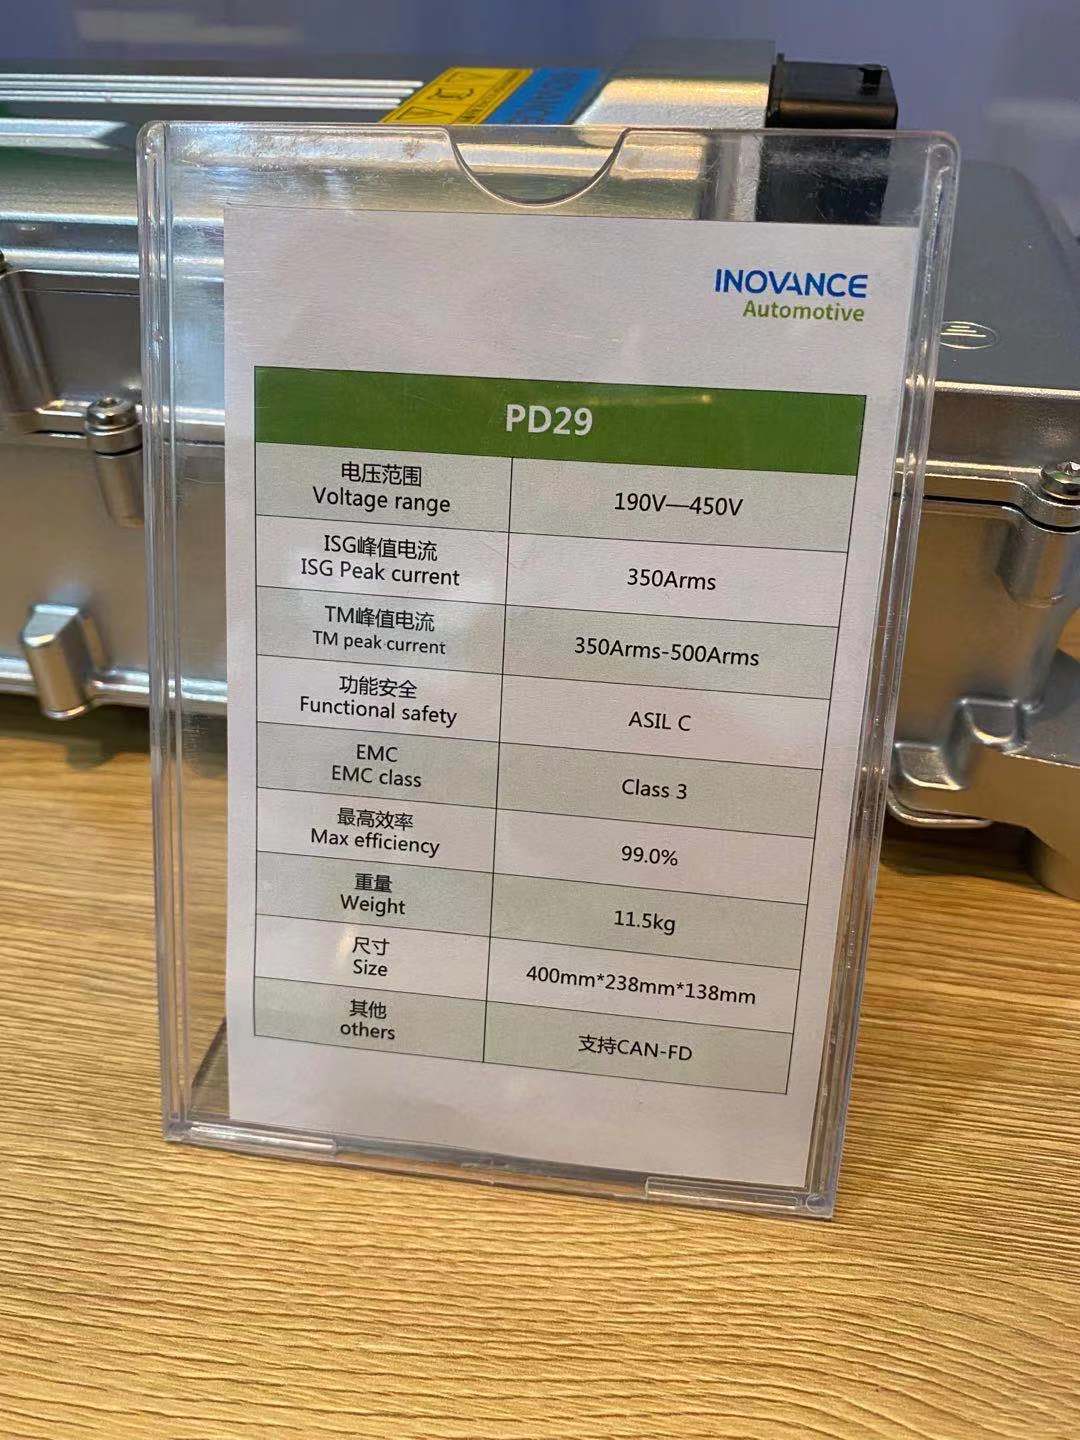 INOVANCE
Automotive
PD29
电压范围
Voltage range
190V—450V
ISG峰值电流
ISG Peak current
350Arms
TM峰值电流
TM peak current
350Arms-500Arms
功能安全
Functional safety
ASIL C
EMC
EMC class
Class 3
最高效率
Max efficiency
99.0%
重量
Weight
11.5kg
尺寸
Size
400mm*238mm*138mm
其他
others
支持CAN-FD